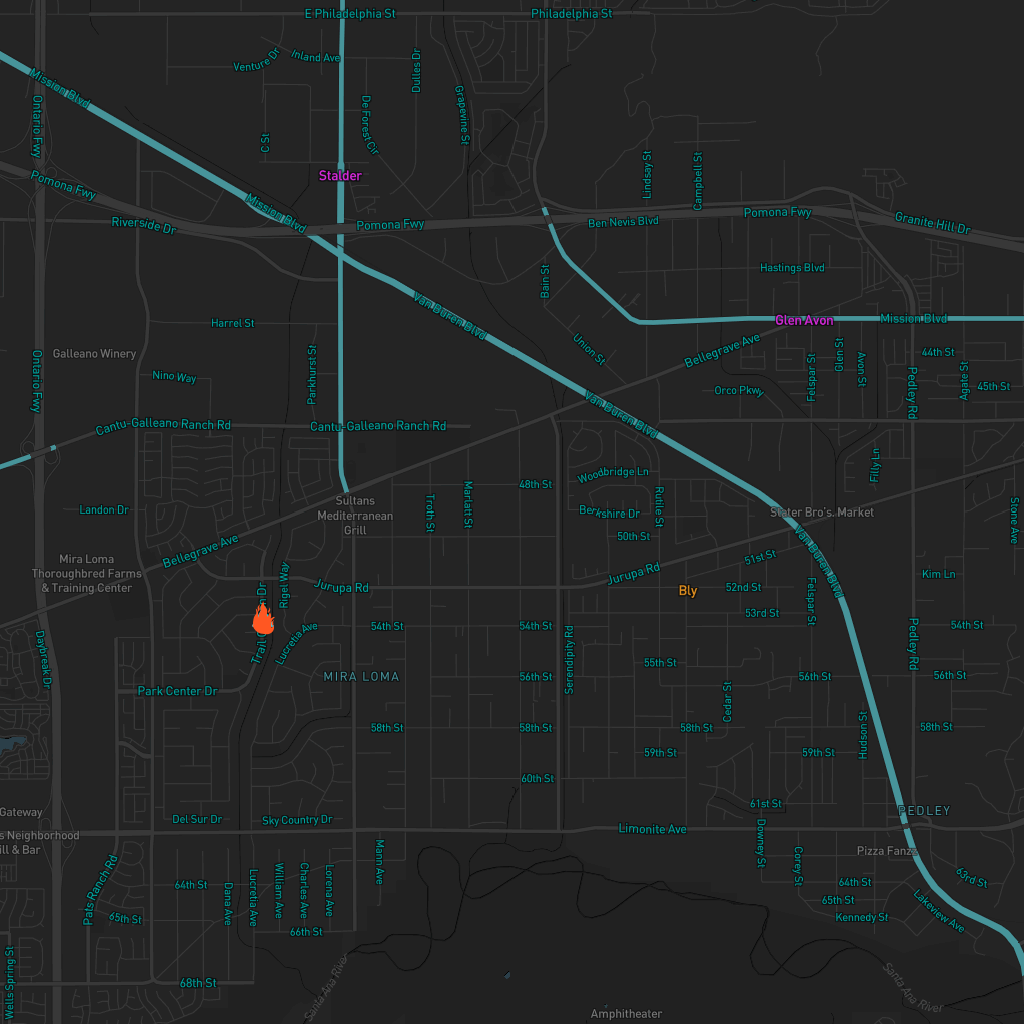 E Philadelphia St
Philadelphia St
Inland Ave
Venture Dr
Dulles Dr
Mission Blvd
Ontario Fwy
Grapevine St
De Forest Cir
C St
Lindsay St
Campbell St
Stalder
Pomona Fwy
Mission Blvd
Riverside Dr
Pomona Fwy
Ben Nevis Blvd
Pomona Fwy
Granite Hill Dr
Hastings Blvd
Bain St
Van Buren Blvd
Glen Avon
Mission Blvd
Harrel St
Union St
Bellegrave Ave
Galleano Winery
Parkhurst St
Glen St
Felspar St
Avon St
44th St
Agate St
45th St
Ontario Fwy
Nino Way
Orco Pkwy
Pedley Rd
Van Buren Blvd
Cantu-Galleano Ranch Rd
Cantu-Galleano Ranch Rd
Woodbridge Ln
Filly Ln
48th St
Rutile St
Troth St
Marlatt St
Sultans
Mediterranean
Grill
Landon Dr
Berkshire Dr
Slater Bro's. Market
Stone Ave
50th St
Bellegrave Ave
Van Buren Blvd
51st St
Mira Loma
Thoroughbred Farms
& Training Center
Rigel Way
Jurupa Rd
Jurupa Rd
Kim Ln
Bly
52nd St
Felspar St
53rd St
Lucretia Ave
54th St
54th St
54th St
Daybreak Dr
Serendipity Rd
Pedley Rd
55th St
MIRA LOMA
56th St
56th St
56th St
Park Center Dr
Cedar St
Hudson St
58th St
58th St
58th St
58th St
59th St
59th St
60th St
61st St
PEDLEY
Gateway
Del Sur Dr
Sky Country Dr
Limonite Ave
s Neighborhood
ill & Bar
Mann Ave
Downey St
Corey St
Pizza Fanzz
Pats Ranch Rd
64th St
Dana Ave
Lucretia Ave
William Ave
Charles Ave
Lorena Ave
63rd St
64th St
65th St
65th St
Kennedy St
Lakeview Ave
66th St
Wells Spring St
68th St
Santa Ana River
Santa Ana River
Amphitheater